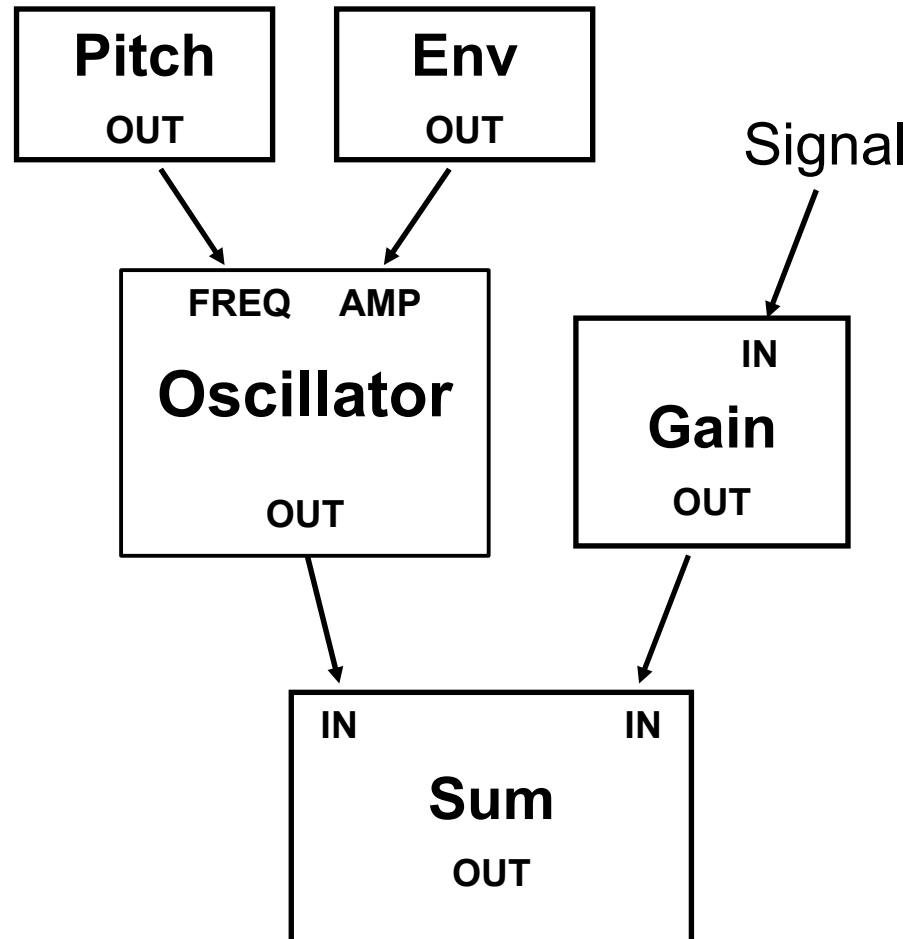 Pitch
OUT
Env
OUT
Signal
FREQ AMP
Oscillator
OUT
IN
Gain
OUT
IN IN
Sum
OUT